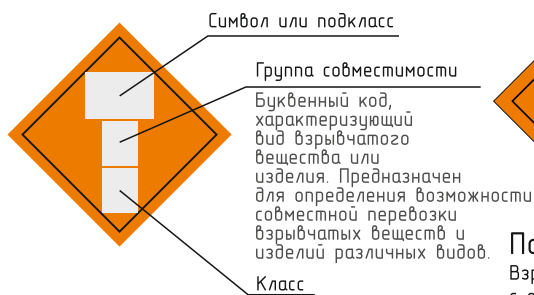 Символ или подкласс
Группа совместимости
Буквенный код,
характеризующий
вид взрывчатого
вещества или
изделия. Предназначен
для определения возможности
совместной перевозки
взрывчатых веществ и
изделий различных видов.
Класс